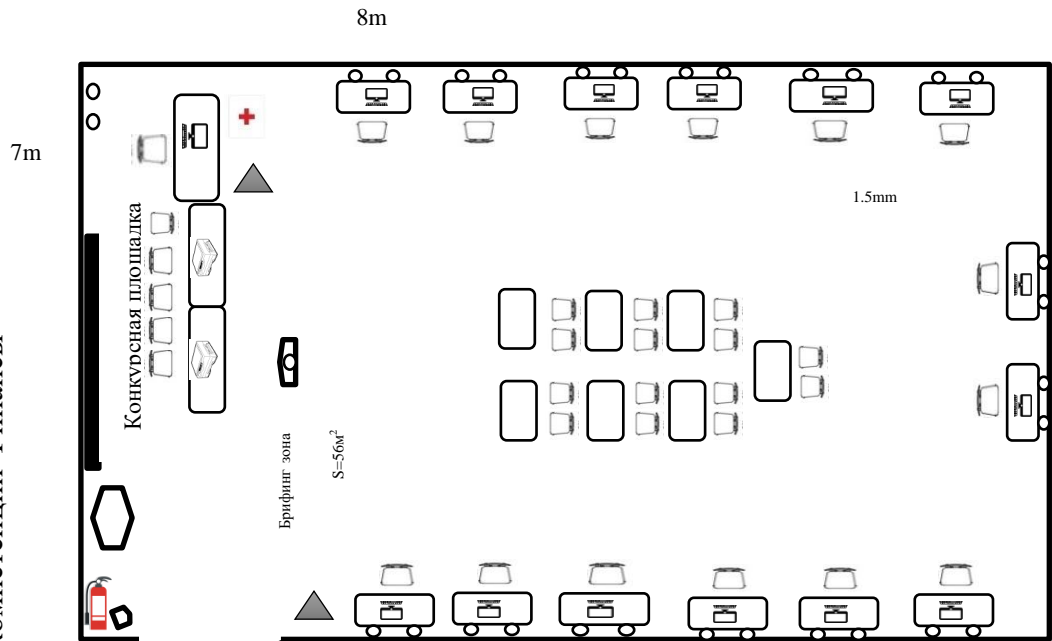 8m
7m
1.5mm
Конкурсная площадка
Брифинг зона
S=56м²